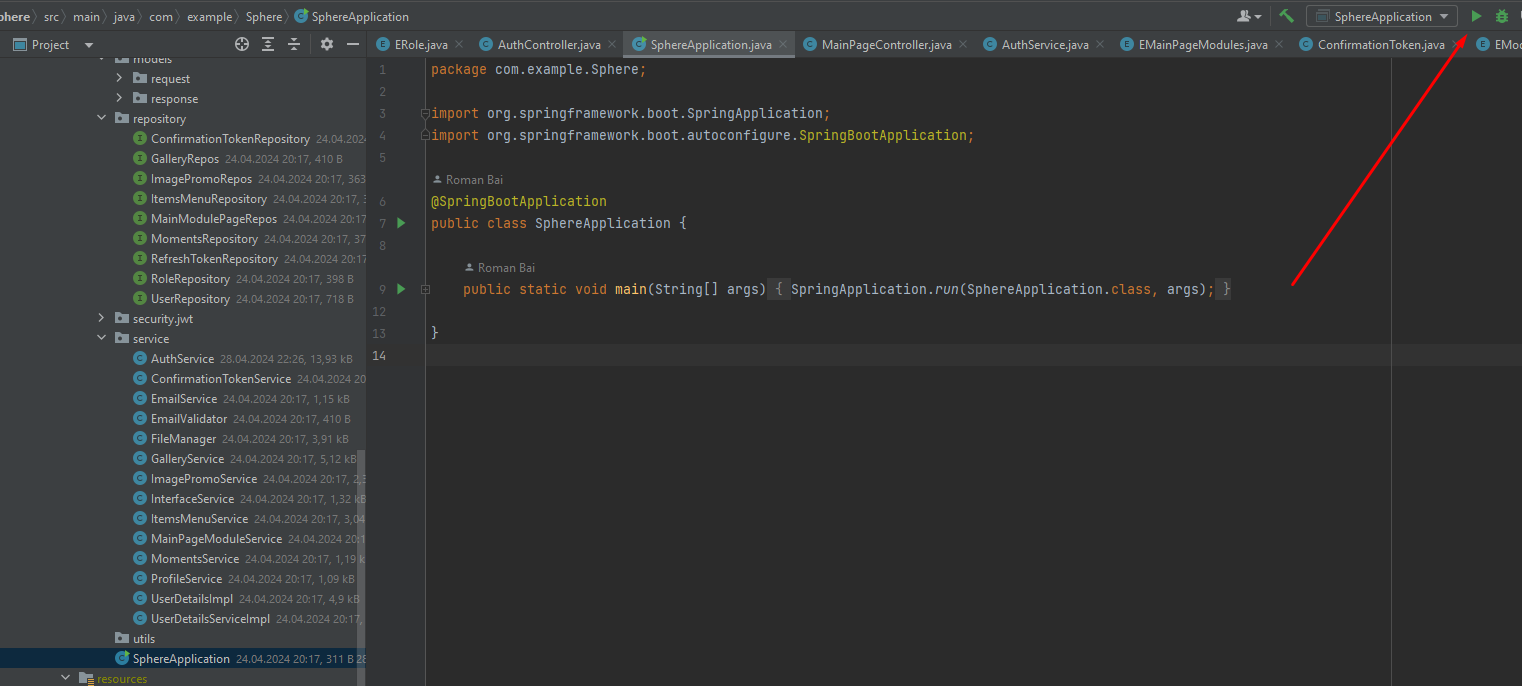 phere src main java com example Sphere SphereApplication SphereApplication
Project ERole.java AuthController.java SphereApplication.java MainPageController.java AuthService.java EMainPageModules.java ConfirmationToken.java EMo
models
request
response
repository
ConfirmationTokenRepository 24.04.2024
GalleryRepos 24.04.2024 20:17, 410 B
ImagePromoRepos 24.04.2024 20:17, 363
ItemsMenuRepository 24.04.2024 20:17, 3
MainModulePageRepos 24.04.2024 20:17
MomentsRepository 24.04.2024 20:17, 37
RefreshTokenRepository 24.04.2024 20:17
RoleRepository 24.04.2024 20:17, 398 B
UserRepository 24.04.2024 20:17, 718 B
security.jwt
service
AuthService 28.04.2024 22:26, 13,93 kB
ConfirmationTokenService 24.04.2024 20
EmailService 24.04.2024 20:17, 1,15 kB
EmailValidator 24.04.2024 20:17, 410 B
FileManager 24.04.2024 20:17, 3,91 kB
GalleryService 24.04.2024 20:17, 5,12 kB
ImagePromoService 24.04.2024 20:17, 2,3
InterfaceService 24.04.2024 20:17, 1,32 kB
ItemsMenuService 24.04.2024 20:17, 3,04
MainPageModuleService 24.04.2024 20:1
MomentsService 24.04.2024 20:17, 1,19 k
ProfileService 24.04.2024 20:17, 1,09 kB
UserDetailsImpl 24.04.2024 20:17, 4,9 kB
UserDetailsServiceImpl 24.04.2024 20:17,
utils
SphereApplication 24.04.2024 20:17, 311 B 28
resources
1 package com.example.Sphere;
2
3 import org.springframework.boot.SpringApplication;
4 import org.springframework.boot.autoconfigure.SpringBootApplication;
5
Roman Bai
6 @SpringBootApplication
7 public class SphereApplication {
8
Roman Bai
9 public static void main(String[] args) { SpringApplication.run(SphereApplication.class, args); }
12
13 }
14